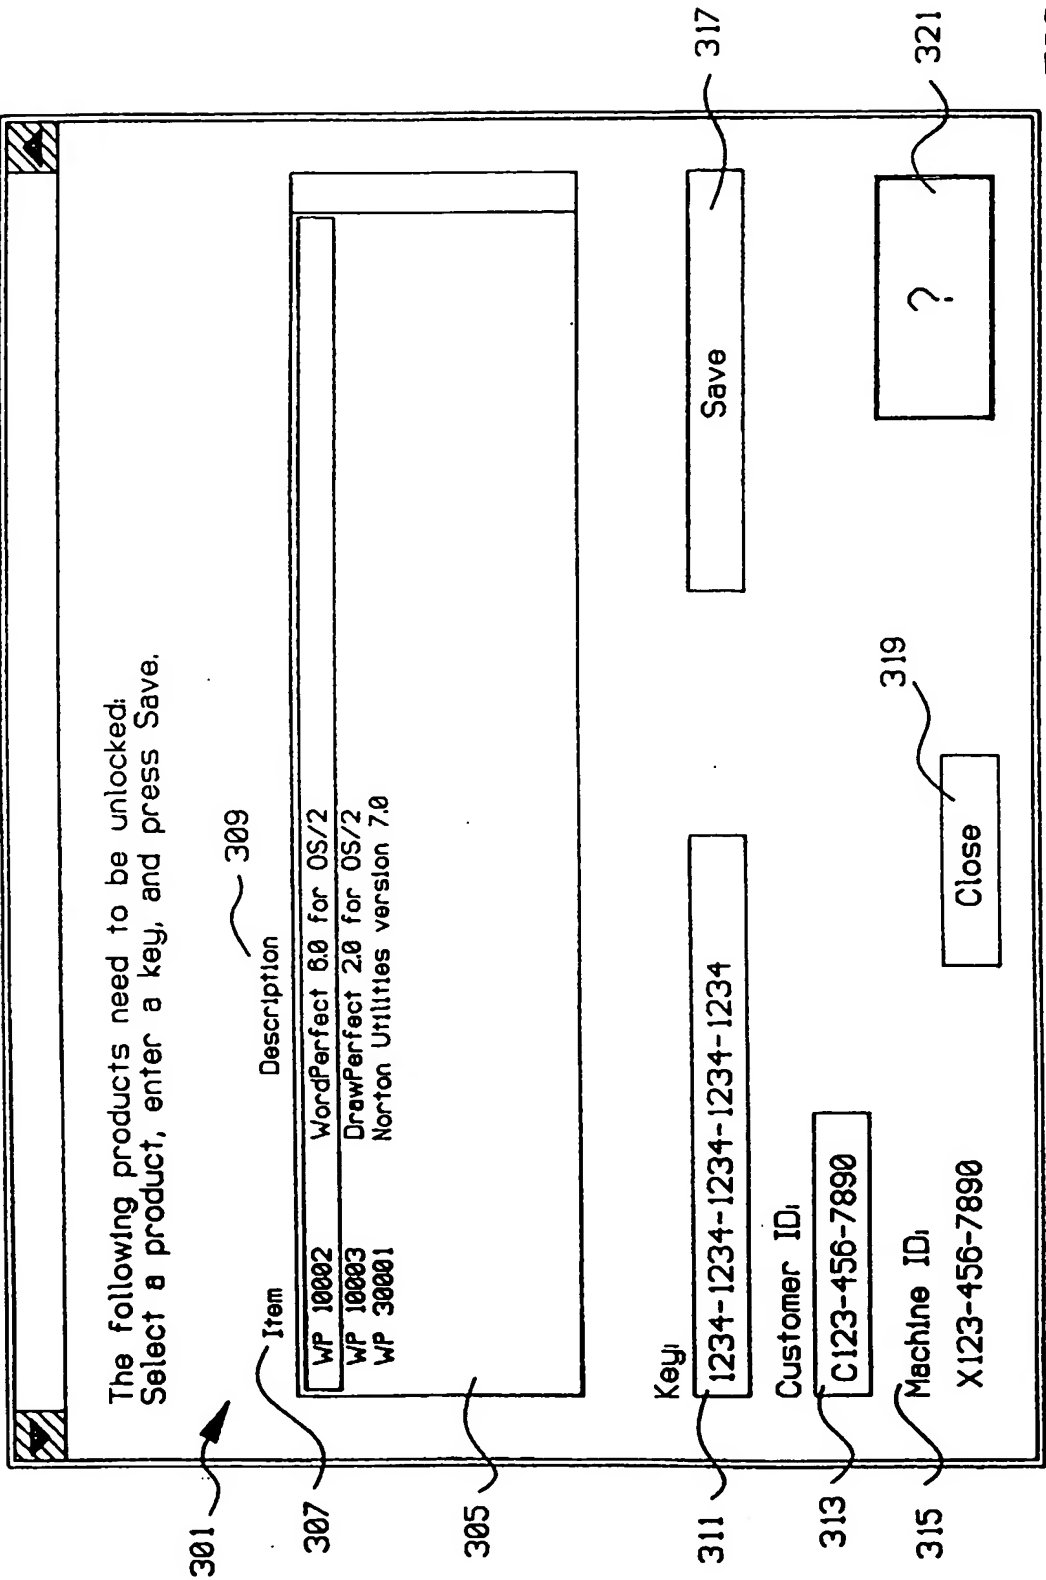 The following products need to be unlocked:
Select a product, enter a key, and press Save.
301
309
307
Item Description
WP 10002 WordPerfect 6.0 for OS/2
WP 10003 DrawPerfect 2.0 for OS/2
WP 30001 Norton Utilities version 7.0
305
Key:
311
1234-1234-1234-1234-1234
Save
317
Customer ID:
313
C123-456-7890
319
Machine ID:
315
X123-456-7890
Close
?
321